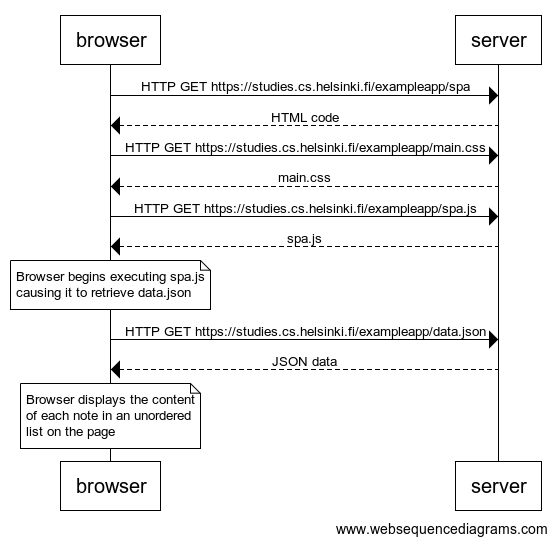 browser
server
HTTP GET https://studies.cs.helsinki.fi/exampleapp/spa
HTML code
HTTP GET https://studies.cs.helsinki.fi/exampleapp/main.css
main.css
HTTP GET https://studies.cs.helsinki.fi/exampleapp/spa.js
spa.js
Browser begins executing spa.js
causing it to retrieve data.json
HTTP GET https://studies.cs.helsinki.fi/exampleapp/data.json
JSON data
Browser displays the content
of each note in an unordered
list on the page
browser
server
www.websequencediagrams.com